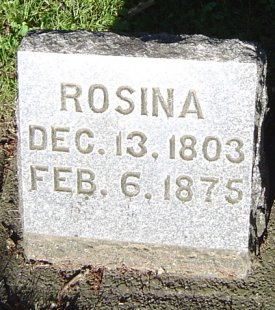 ROSINA
DEC. 13. 1803
FEB. 6. 1875